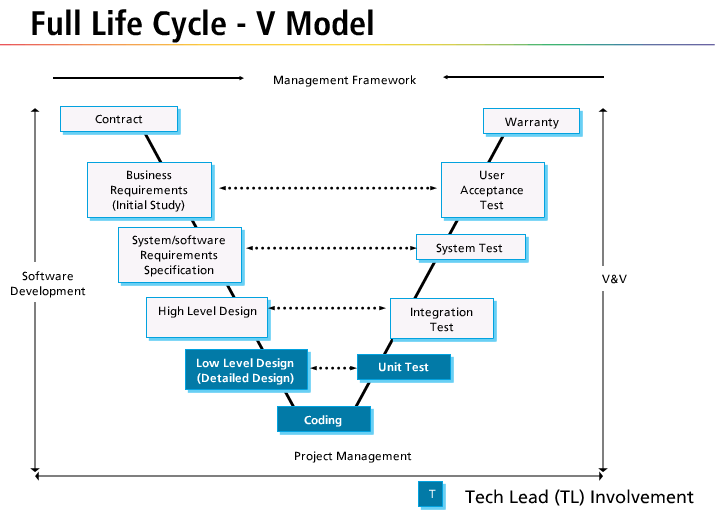 Full Life Cycle - V Model
Management Framework
Contract
Warranty
Business
Requirements
(Initial Study)
User
Acceptance
Test
System/software
Requirements
Specification
System Test
Software
Development
V&V
High Level Design
Integration
Test
Low Level Design
(Detailed Design)
Unit Test
Coding
Project Management
T
Tech Lead (TL) Involvement